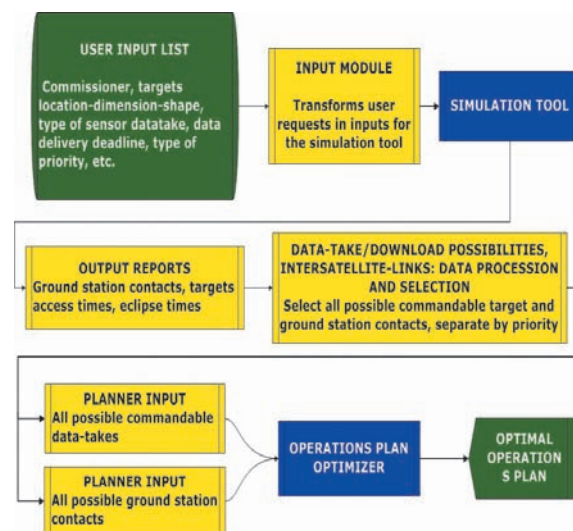 USER INPUT LIST
Commissioner, targets
location-dimension-shape,
type of sensor datatake, data
delivery deadline, type of
priority, etc.
INPUT MODULE
Transforms user
requests in inputs for
the simulation tool
SIMULATION TOOL
OUTPUT REPORTS
Ground station contacts, targets
access times, eclipse times
DATA-TAKE/DOWNLOAD POSSIBILITIES,
INTERSATELLITE-LINKS: DATA PROCESSION
AND SELECTION
Select all possible commandable target and
ground station contacts, separate by priority
PLANNER INPUT
All possible commandable
data-takes
PLANNER INPUT
All possible ground station
contacts
OPERATIONS PLAN
OPTIMIZER
OPTIMAL
OPERATION
S PLAN